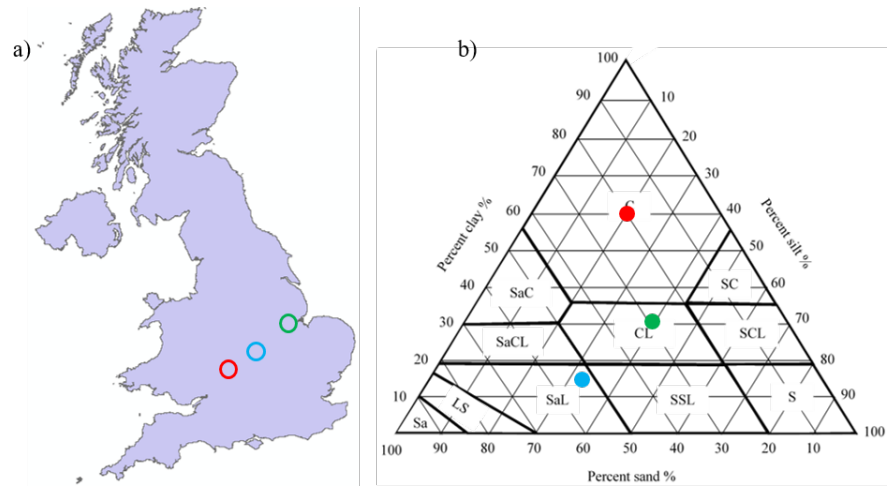 a)
b)
100
90 10
80 20
70 30
C
60 40
Percent clay % Percent silt %
50 50
SC
40 60
SaC
30 70
CL SCL
SaCL
20 80
10 90
SaL SSL S
LS
Sa
100
100 90 80 70 60 50 40 30 20 10
Percent sand %